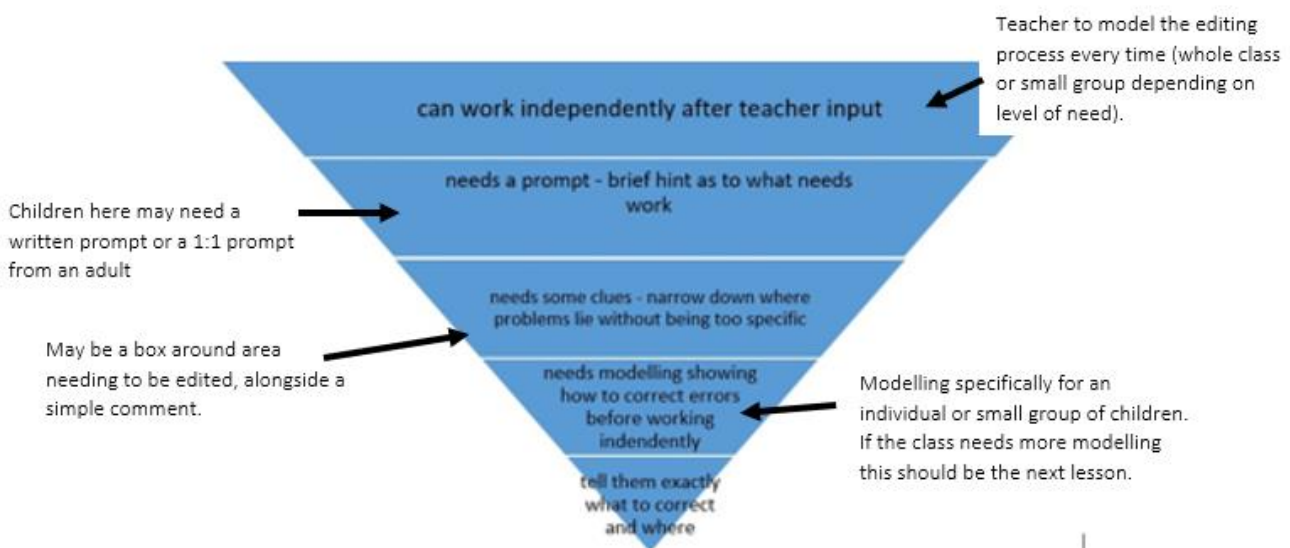 Teacher to model the editing
process every time (whole class
or small group depending on
level of need).
can work independently after teacher input
needs a prompt - brief hint as to what needs
work
Children here may need a
written prompt or a 1:1 prompt
from an adult
needs some clues - narrow down where
problems lie without being too specific
May be a box around area
needing to be edited, alongside a
simple comment.
needs modelling showing
how to correct errors
before working
indendently
Modelling specifically for an
individual or small group of children.
If the class needs more modelling
this should be the next lesson.
tell them exactly
what to correct
and where